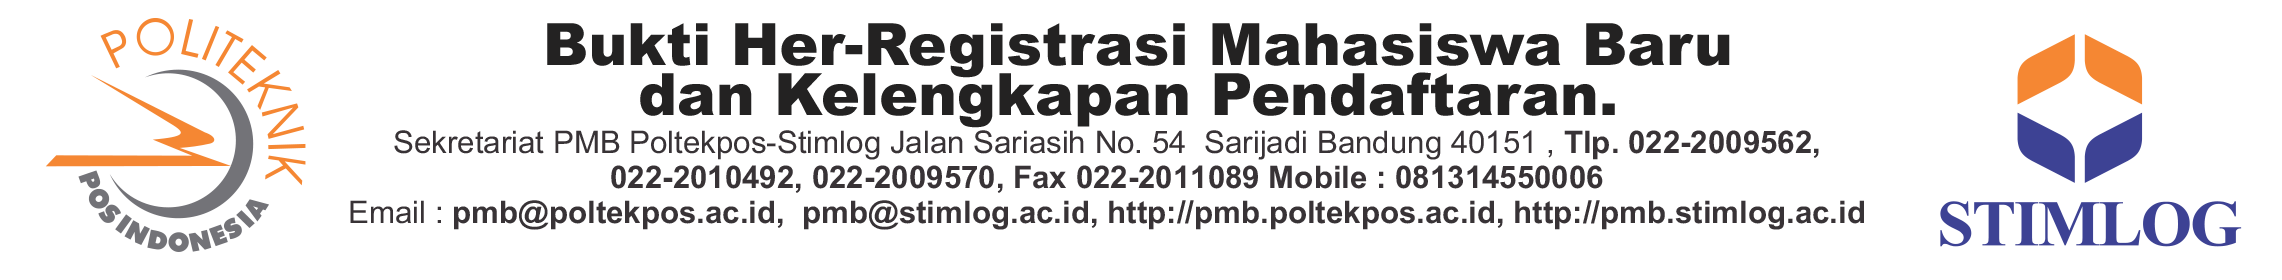 POLITEKNIK
POS INDONESIA
Bukti Her-Registrasi Mahasiswa Baru
dan Kelengkapan Pendaftaran.
Sekretariat PMB Poltekpos-Stimlog Jalan Sariasih No. 54  Sarijadi Bandung 40151 , Tlp. 022-2009562,
022-2010492, 022-2009570, Fax 022-2011089 Mobile : 081314550006
Email : pmb@poltekpos.ac.id,  pmb@stimlog.ac.id, http://pmb.poltekpos.ac.id, http://pmb.stimlog.ac.id
STIMLOG